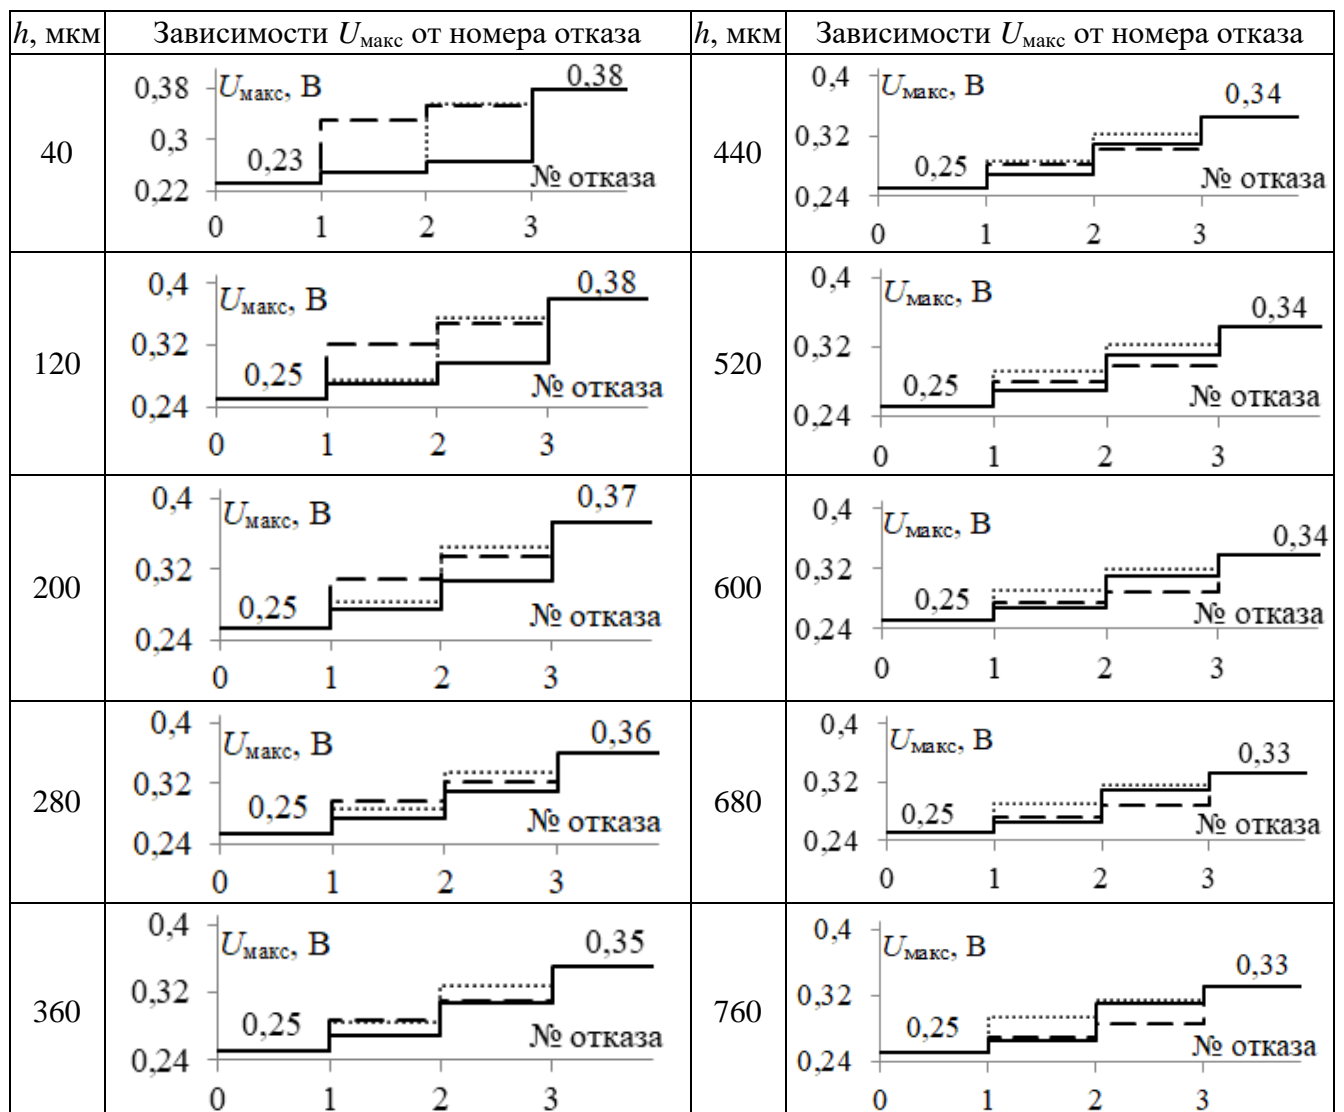 h, мкм Зависимости Uмакс от номера отказа h, мкм Зависимости Uмакс от номера отказа
40
0,38 Uмакс, В 0,38
0,3
0,23
0,22 № отказа
0 1 2 3
440
0,4 Uмакс, В 0,34
0,32
0,25
0,24 № отказа
0 1 2 3
120
0,4 Uмакс, В 0,38
0,32
0,25
0,24 № отказа
0 1 2 3
520
0,4 Uмакс, В 0,34
0,32
0,25
0,24 № отказа
0 1 2 3
200
0,4 Uмакс, В 0,37
0,32
0,25
0,24 № отказа
0 1 2 3
600
0,4 Uмакс, В 0,34
0,32
0,25
0,24 № отказа
0 1 2 3
280
0,4 Uмакс, В 0,36
0,32
0,25
0,24 № отказа
0 1 2 3
680
0,4 Uмакс, В 0,33
0,32
0,25
0,24 № отказа
0 1 2 3
360
0,4 Uмакс, В 0,35
0,32
0,25
0,24 № отказа
0 1 2 3
760
0,4 Uмакс, В 0,33
0,32
0,25
0,24 № отказа
0 1 2 3